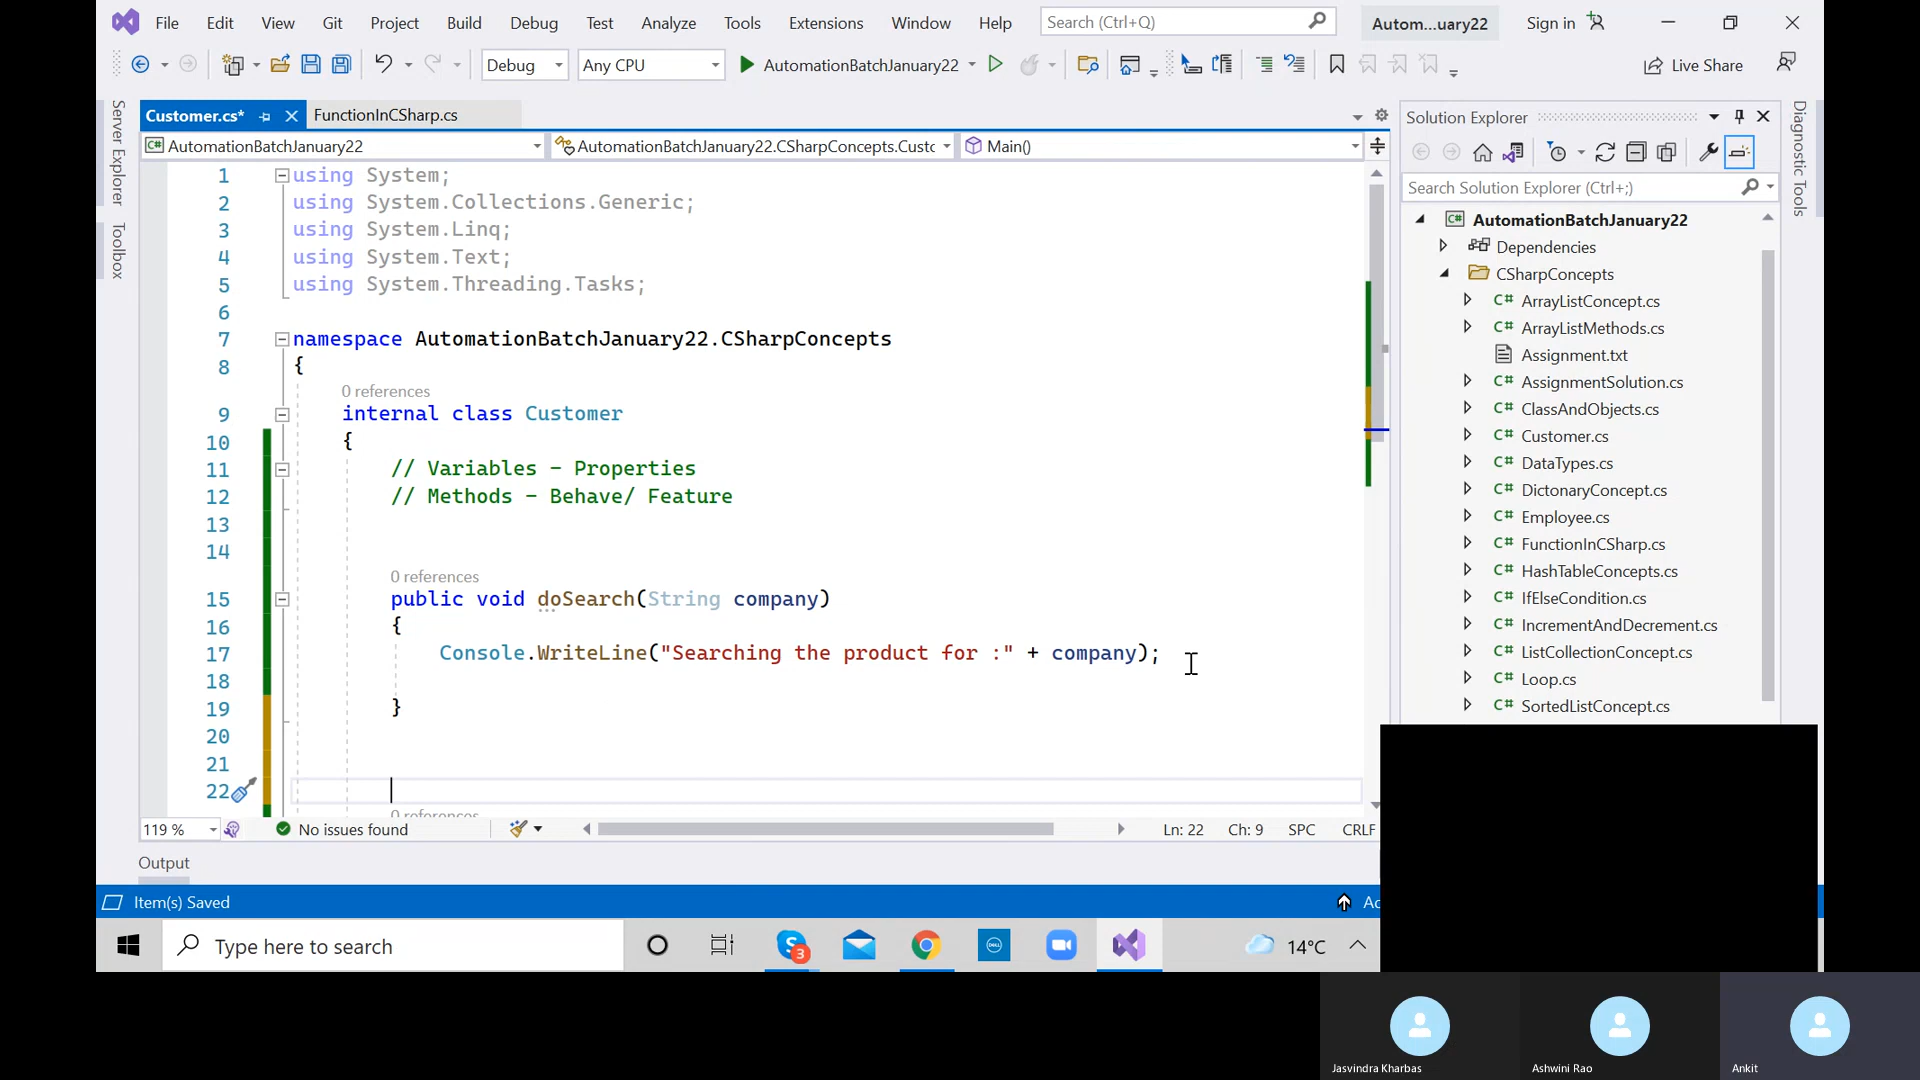 File Edit View Git Project Build Debug Test Analyze Tools Extensions Window Help Search (Ctrl+Q) Autom...uary22 Sign in
Debug Any CPU AutomationBatchJanuary22 Live Share
Server Explorer
Toolbox
Customer.cs* FunctionInCSharp.cs
AutomationBatchJanuary22 AutomationBatchJanuary22.CSharpConcepts.Custc Main()
1 using System;
2 using System.Collections.Generic;
3 using System.Linq;
4 using System.Text;
5 using System.Threading.Tasks;
6
7 namespace AutomationBatchJanuary22.CSharpConcepts
8 {
0 references
9 internal class Customer
10 {
11 // Variables - Properties
12 // Methods - Behave/ Feature
13
14
0 references
15 public void doSearch(String company)
16 {
17 Console.WriteLine("Searching the product for :" + company);
18
19 }
20
21
22
0 references
119 % No issues found Ln: 22 Ch: 9 SPC CRLF
Output
Item(s) Saved
Solution Explorer
Search Solution Explorer (Ctrl+;)
AutomationBatchJanuary22
Dependencies
CSharpConcepts
C# ArrayListConcept.cs
C# ArrayListMethods.cs
Assignment.txt
C# AssignmentSolution.cs
C# ClassAndObjects.cs
C# Customer.cs
C# DataTypes.cs
C# DictonaryConcept.cs
C# Employee.cs
C# FunctionInCSharp.cs
C# HashTableConcepts.cs
C# IfElseCondition.cs
C# IncrementAndDecrement.cs
C# ListCollectionConcept.cs
C# Loop.cs
C# SortedListConcept.cs
Diagnostic Tools
Type here to search 3 DELL 14°C
Jasvindra Kharbas Ashwini Rao Ankit